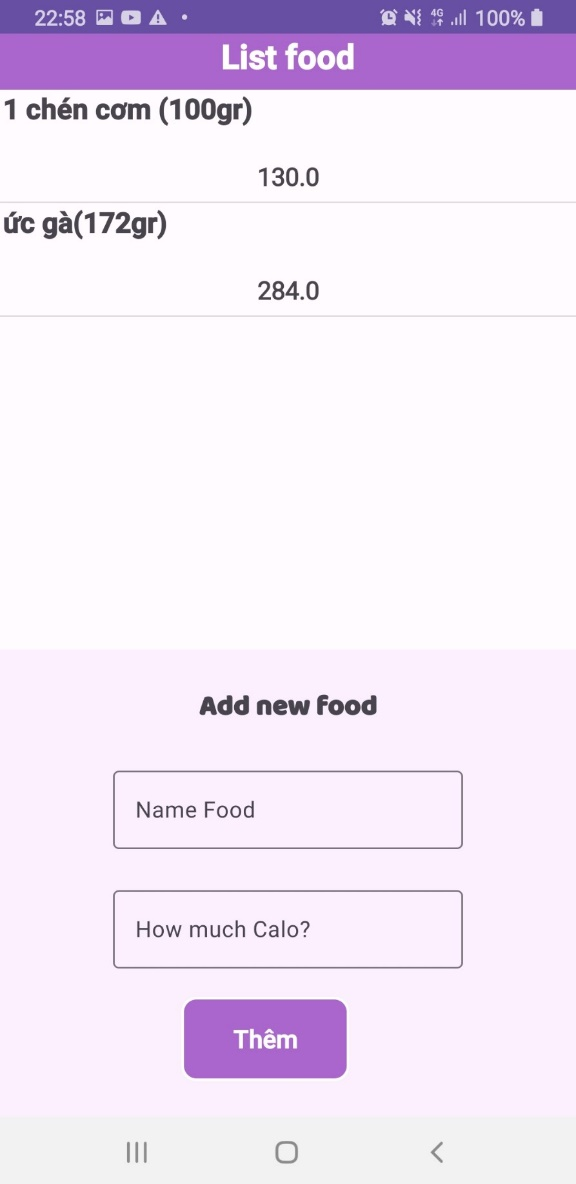 22:58 4G 100%
List food
1 chén cơm (100gr)
130.0
ức gà(172gr)
284.0
Add new food
Name Food
How much Calo?
Thêm